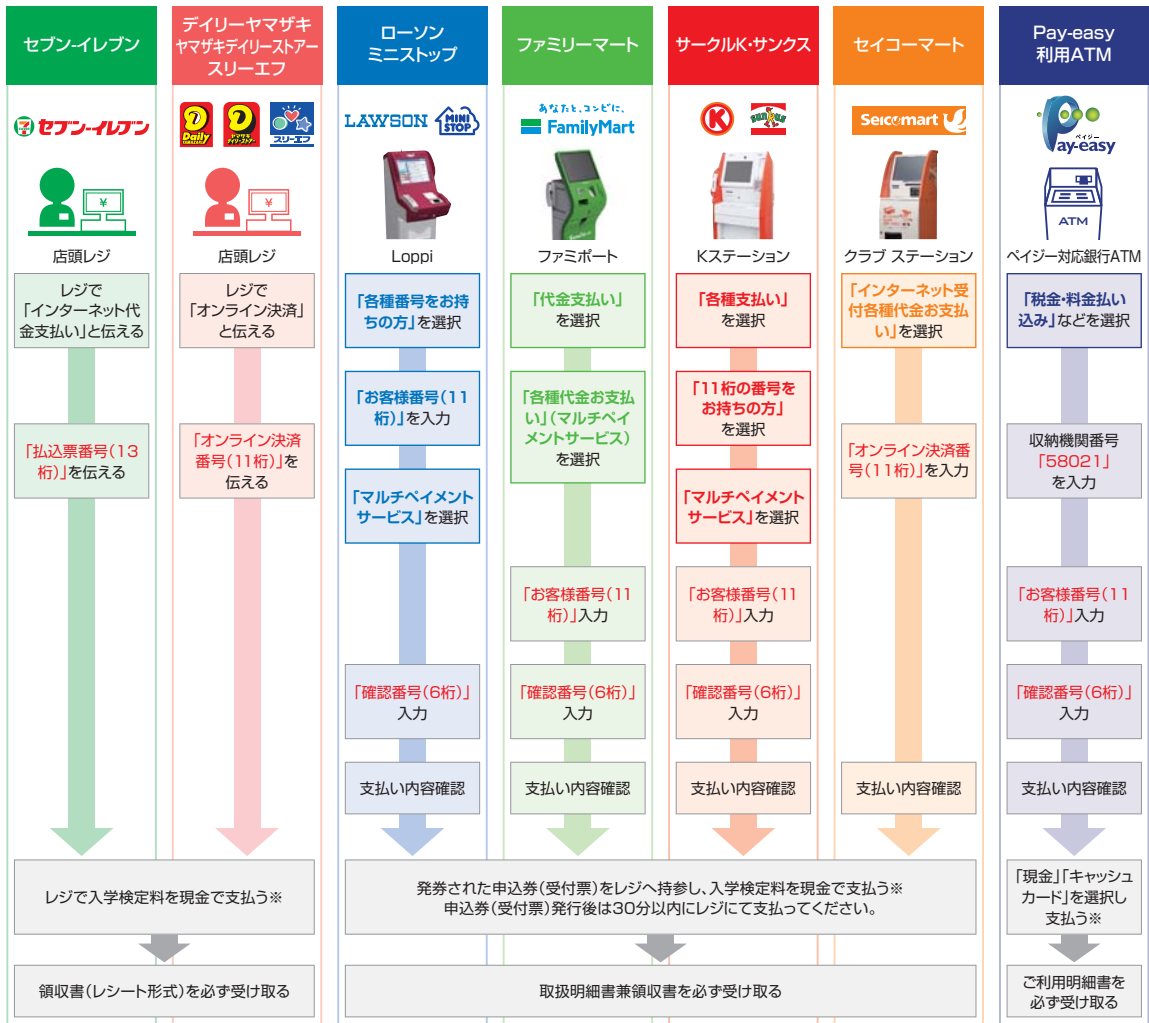 セブン-イレブン
デイリーヤマザキ
ヤマザキデイリーストアー
スリーエフ
ローソン
ミニストップ
ファミリーマート
サークルK・サンクス
セイコーマート
Pay-easy
利用ATM
セブン-イレブン
Daily
ヤマザキ
デイリーストアー
スリーエフ
LAWSON
MINI
STOP
あなたと、コンビに、
FamilyMart
K
sunkus
Seicomart
ペイジー
Pay-easy
¥
¥
ATM
店頭レジ
店頭レジ
Loppi
ファミポート
Kステーション
クラブ ステーション
ペイジー対応銀行ATM
レジで
「インターネット代
金支払い」と伝える
レジで
「オンライン決済」
と伝える
「各種番号をお持
ちの方」を選択
「代金支払い」
を選択
「各種支払い」
を選択
「インターネット受
付各種代金お支払
い」を選択
「税金・料金払い
込み」などを選択
「お客様番号(11
桁)」を入力
「各種代金お支払
い」(マルチペイ
メントサービス)
を選択
「11桁の番号を
お持ちの方」
を選択
「払込票番号(13
桁)」を伝える
「オンライン決済
番号(11桁)」を
伝える
「オンライン決済番
号(11桁)」を入力
収納機関番号
「58021」
を入力
「マルチペイメント
サービス」を選択
「マルチペイメント
サービス」を選択
「お客様番号(11
桁)」入力
「お客様番号(11
桁)」入力
「お客様番号(11
桁)」入力
「確認番号(6桁)」
入力
「確認番号(6桁)」
入力
「確認番号(6桁)」
入力
「確認番号(6桁)」
入力
支払い内容確認
支払い内容確認
支払い内容確認
支払い内容確認
支払い内容確認
レジで入学検定料を現金で支払う※
発券された申込券(受付票)をレジへ持参し、入学検定料を現金で支払う※
申込券(受付票)発行後は30分以内にレジにて支払ってください。
「現金」「キャッシュ
カード」を選択し
支払う※
領収書(レシート形式)を必ず受け取る
取扱明細書兼領収書を必ず受け取る
ご利用明細書を
必ず受け取る